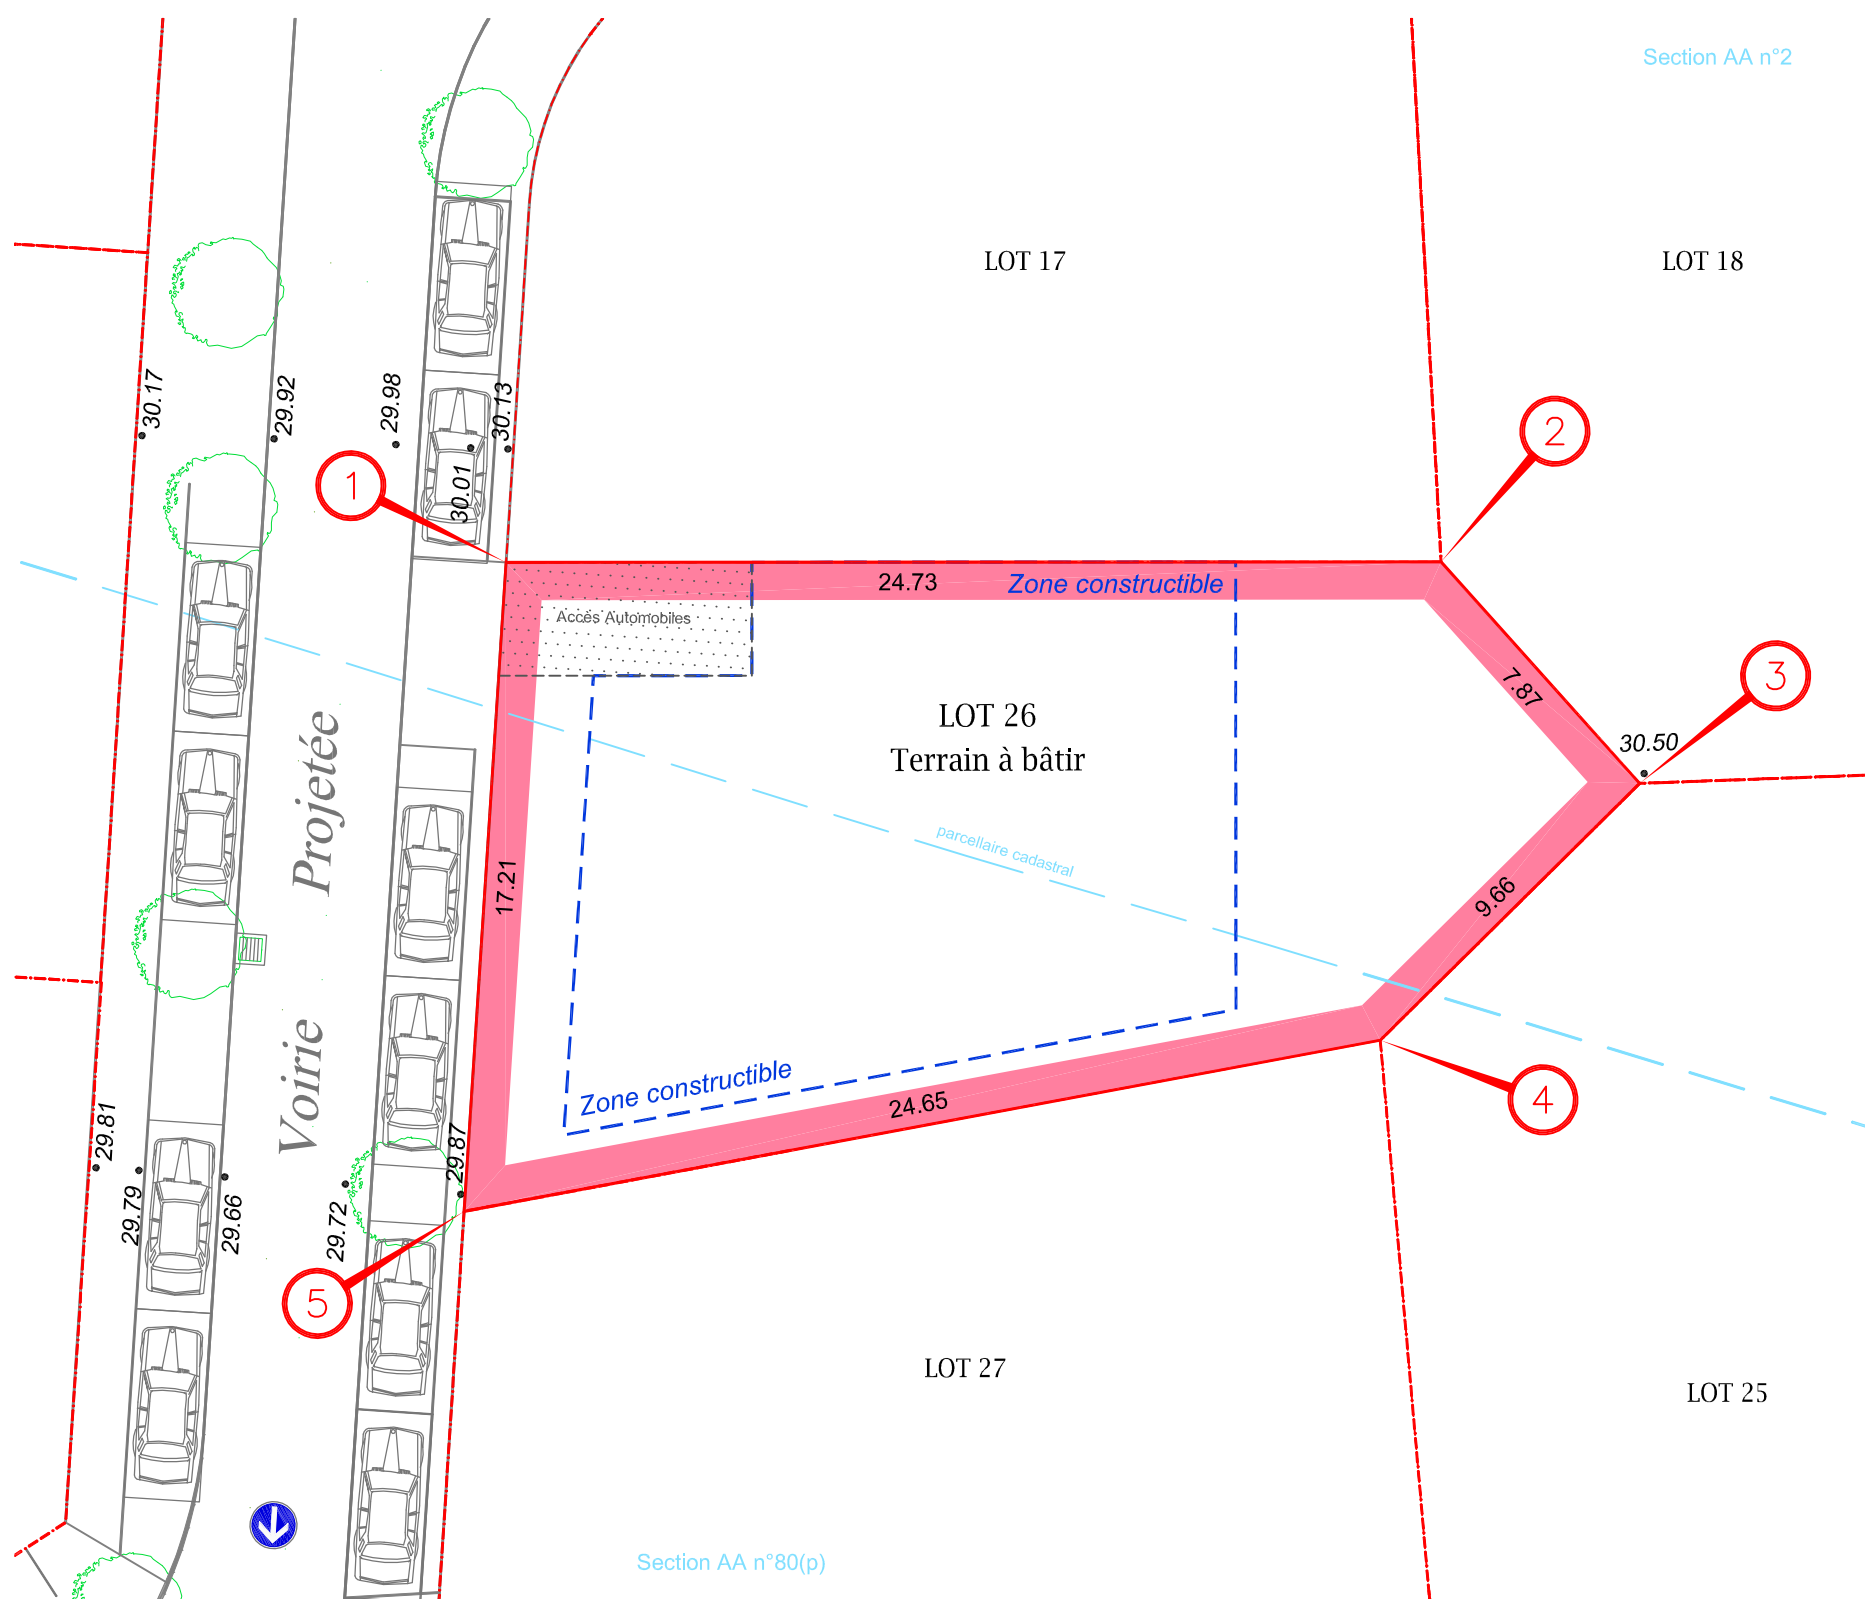 Section AA n°2
LOT 17
LOT 18
30.17
29.92
29.98
30.13
30.01
1
2
24.73
Zone constructible
Accès Automobiles
3
7.87
LOT 26
Terrain à bâtir
30.50
Voirie Projetée
parcellaire cadastral
17.21
9.66
Zone constructible
24.65
4
29.81
29.87
29.79
29.66
29.72
5
LOT 27
LOT 25
Section AA n°80(p)